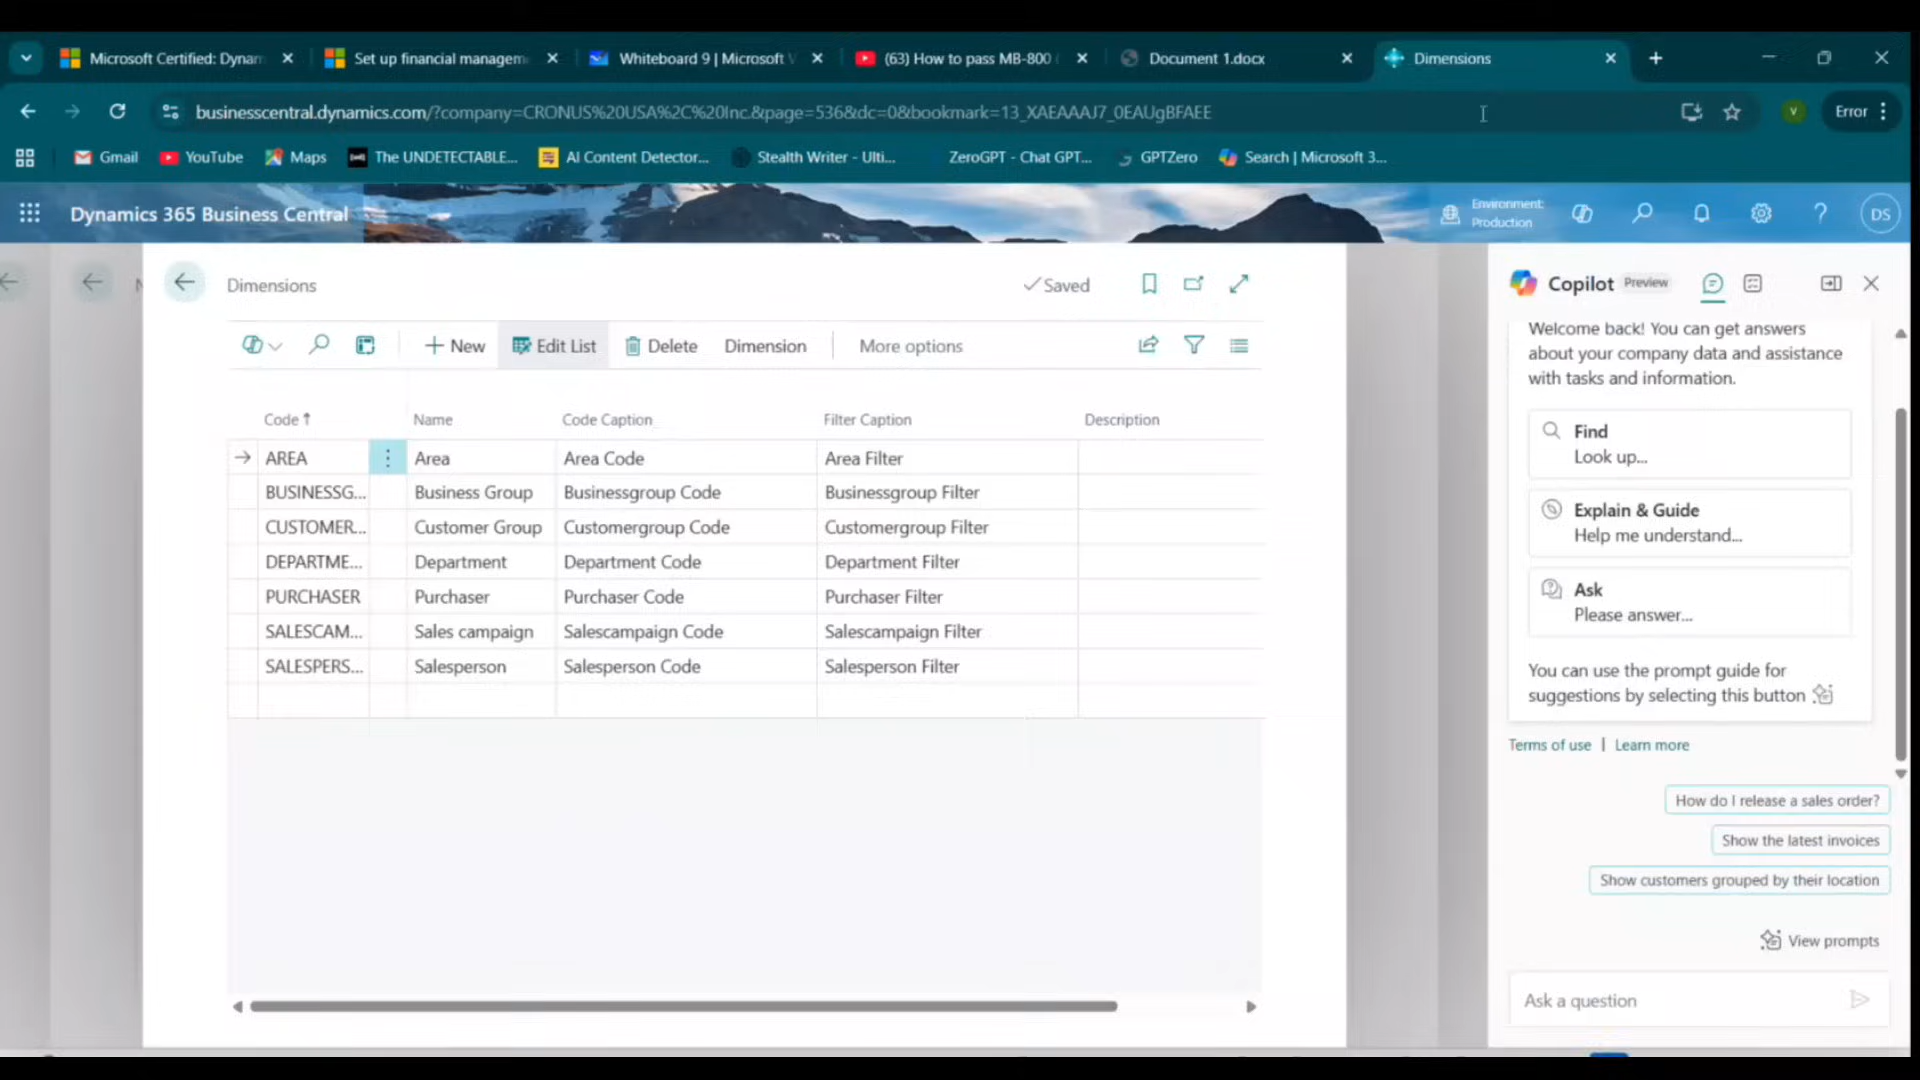 Microsoft Certified: Dynam
Set up financial managem
Whiteboard 9 | Microsoft V
(63) How to pass MB-800
Document 1.docx
Dimensions
businesscentral.dynamics.com/?company=CRONUS%20USA%2C%20Inc.&page=536&dc=0&bookmark=13_XAEAAAJ7_0EAUgBFAEE
V
Error
Gmail
YouTube
Maps
The UNDETECTABLE...
AI Content Detector...
Stealth Writer - Ulti...
ZeroGPT - Chat GPT...
GPTZero
Search | Microsoft 3...
Dynamics 365 Business Central
Environment:
Production
DS
Dimensions
Saved
New
Edit List
Delete
Dimension
More options
Code Name Code Caption Filter Caption Description
AREA Area Area Code Area Filter
BUSINESSG... Business Group Businessgroup Code Businessgroup Filter
CUSTOMER... Customer Group Customergroup Code Customergroup Filter
DEPARTME... Department Department Code Department Filter
PURCHASER Purchaser Purchaser Code Purchaser Filter
SALESCAM... Sales campaign Salescampaign Code Salescampaign Filter
SALESPERS... Salesperson Salesperson Code Salesperson Filter
Copilot Preview
Welcome back! You can get answers
about your company data and assistance
with tasks and information.
Find
Look up...
Explain & Guide
Help me understand...
Ask
Please answer...
You can use the prompt guide for
suggestions by selecting this button
Terms of use | Learn more
How do I release a sales order?
Show the latest invoices
Show customers grouped by their location
View prompts
Ask a question